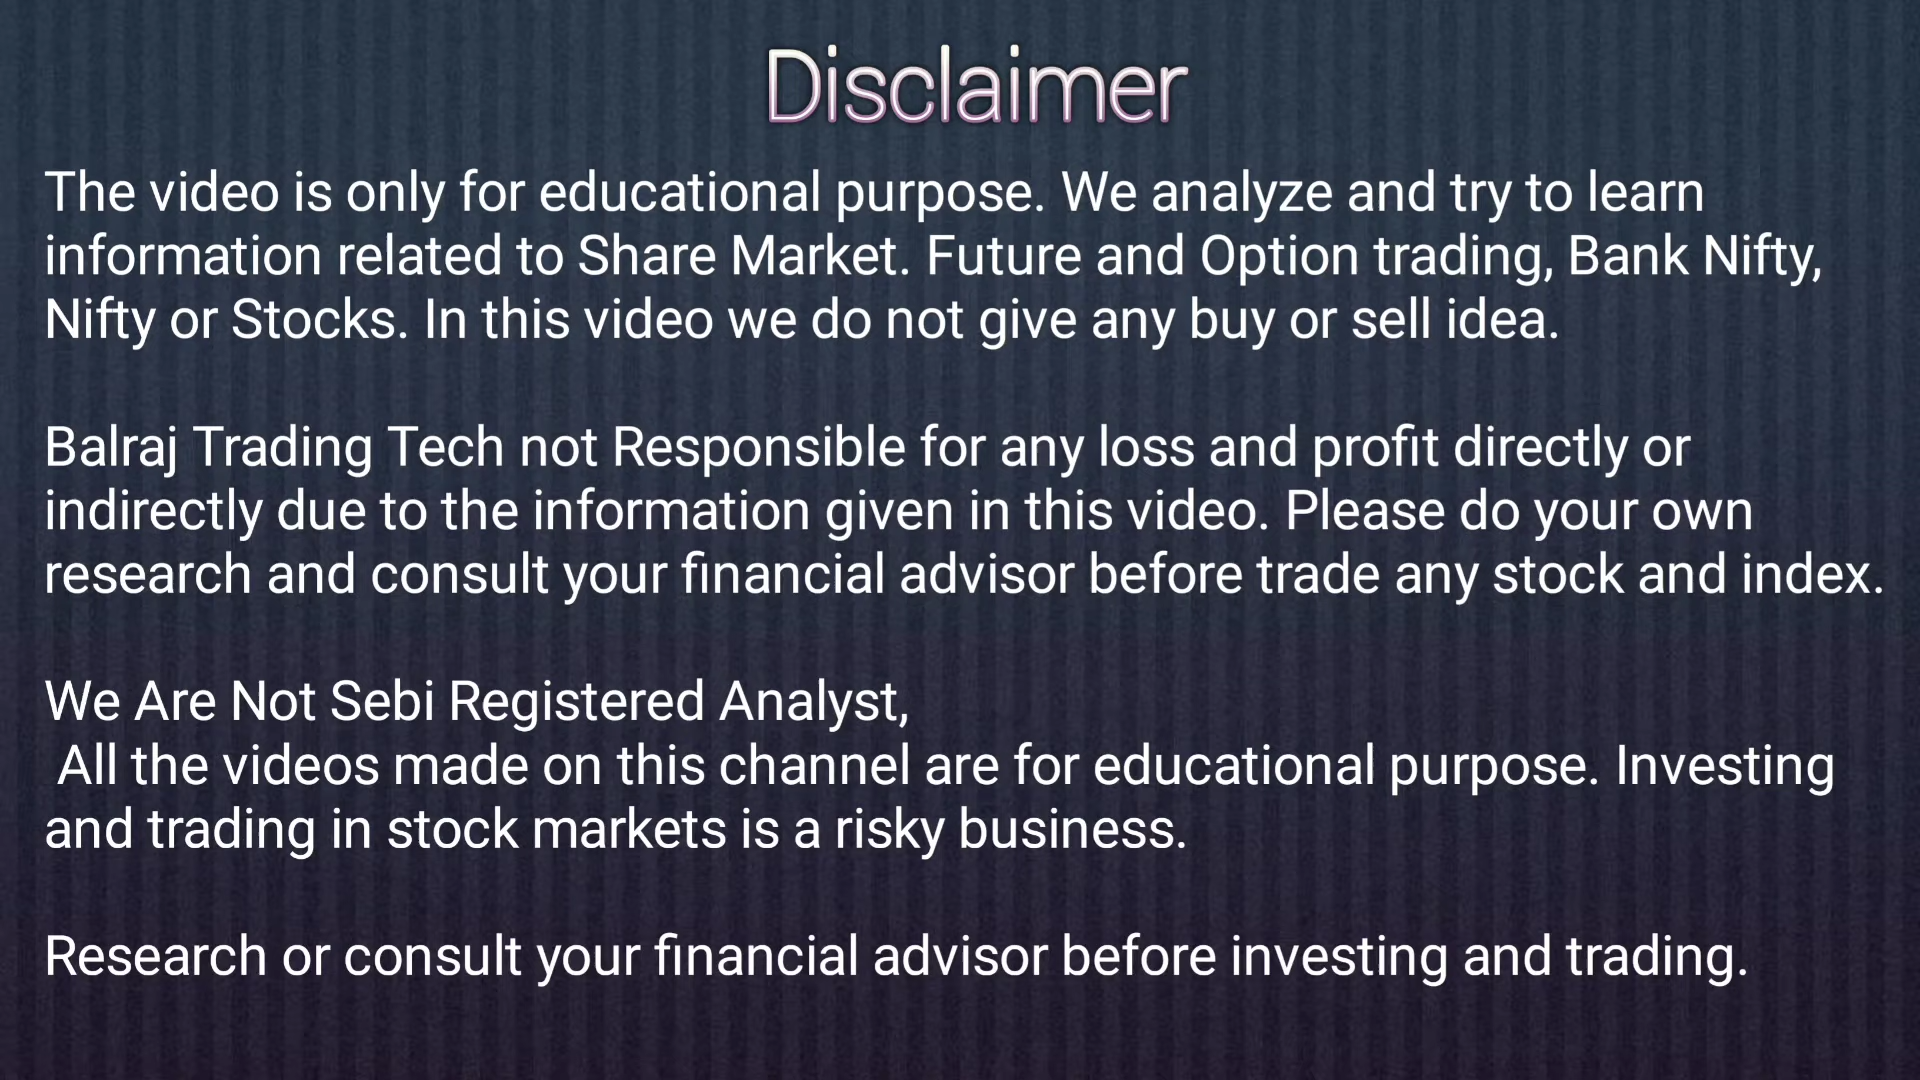 Disclaimer
The video is only for educational purpose. We analyze and try to learn
information related to Share Market. Future and Option trading, Bank Nifty,
Nifty or Stocks. In this video we do not give any buy or sell idea.
Balraj Trading Tech not Responsible for any loss and profit directly or
indirectly due to the information given in this video. Please do your own
research and consult your financial advisor before trade any stock and index.
We Are Not Sebi Registered Analyst,
All the videos made on this channel are for educational purpose. Investing
and trading in stock markets is a risky business.
Research or consult your financial advisor before investing and trading.